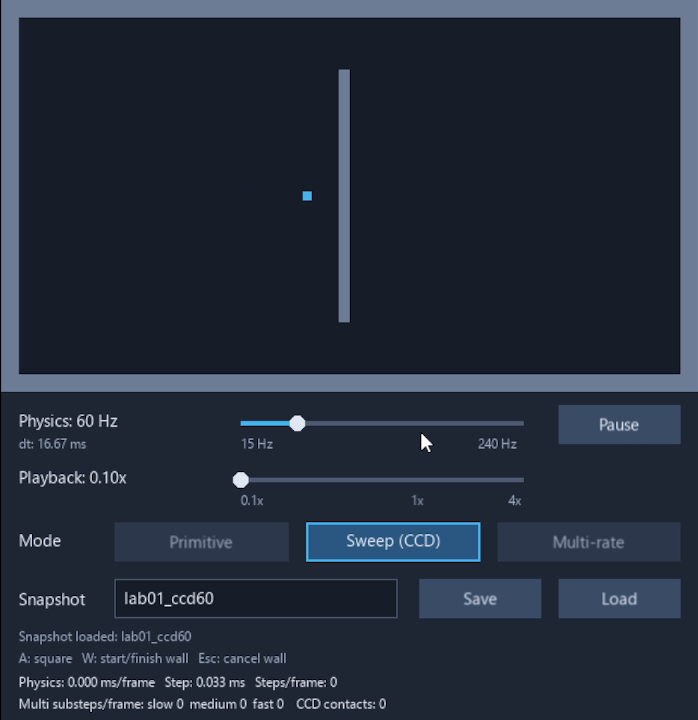 Physics: 60 Hz
Pause
dt: 16.67 ms
15 Hz 240 Hz
Playback: 0.10x
0.1x 1x 4x
Mode Primitive Sweep (CCD) Multi-rate
Snapshot lab01_ccd60 Save Load
Snapshot loaded: lab01_ccd60
A: square W: start/finish wall Esc: cancel wall
Physics: 0.000 ms/frame Step: 0.033 ms Steps/frame: 0
Multi substeps/frame: slow 0 medium 0 fast 0 CCD contacts: 0